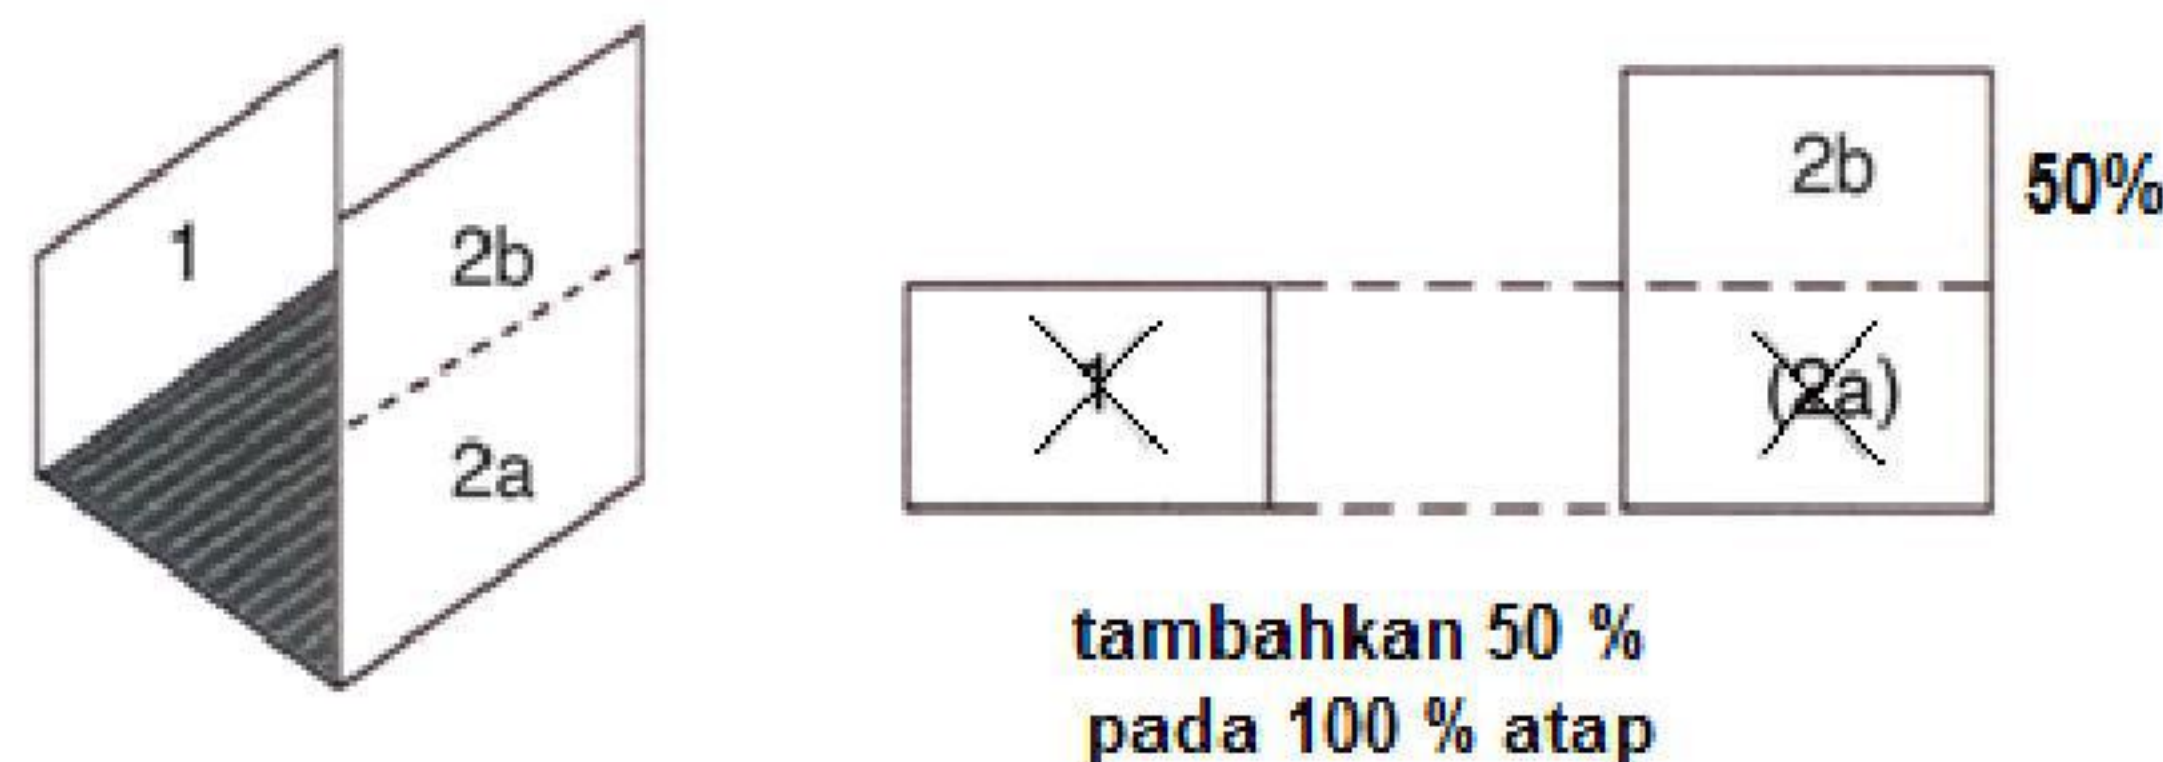 1
2b
2a
2b
50%
1
(2a)
tambahkan 50 %
pada 100 % atap